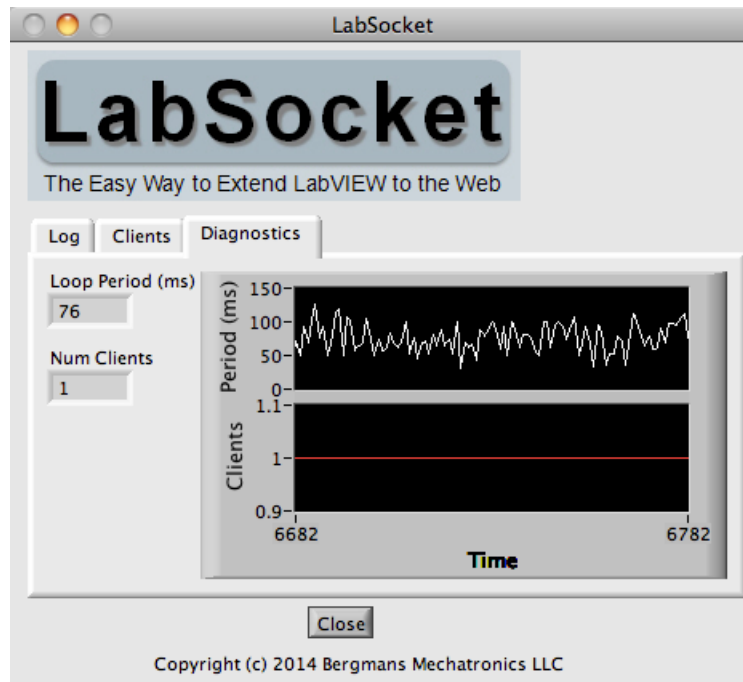 LabSocket
LabSocket
The Easy Way to Extend LabVIEW to the Web
Log Clients Diagnostics
Loop Period (ms)
76
Num Clients
1
Period (ms)
150
100
50
0
Clients
1.1
1
0.9
6682 6782
Time
Close
Copyright (c) 2014 Bergmans Mechatronics LLC